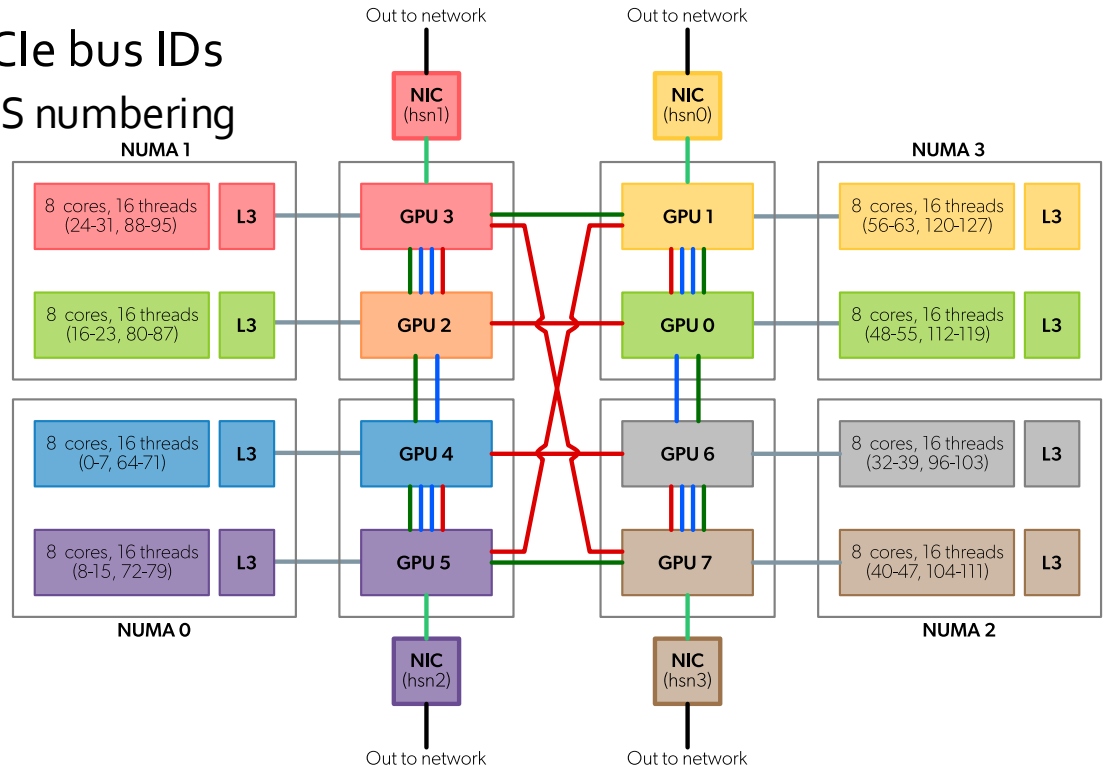 Out to network
Out to network
CIe bus IDs
S numbering
NIC
(hsn1)
NIC
(hsn0)
NUMA 1
NUMA 3
8 cores, 16 threads
(24-31, 88-95)
L3
GPU 3
GPU 1
8 cores, 16 threads
(56-63, 120-127)
L3
8 cores, 16 threads
(16-23, 80-87)
L3
GPU 2
GPU 0
8 cores, 16 threads
(48-55, 112-119)
L3
8 cores, 16 threads
(0-7, 64-71)
L3
GPU 4
GPU 6
8 cores, 16 threads
(32-39, 96-103)
L3
8 cores, 16 threads
(8-15, 72-79)
L3
GPU 5
GPU 7
8 cores, 16 threads
(40-47, 104-111)
L3
NUMA 0
NUMA 2
NIC
(hsn2)
NIC
(hsn3)
Out to network
Out to network